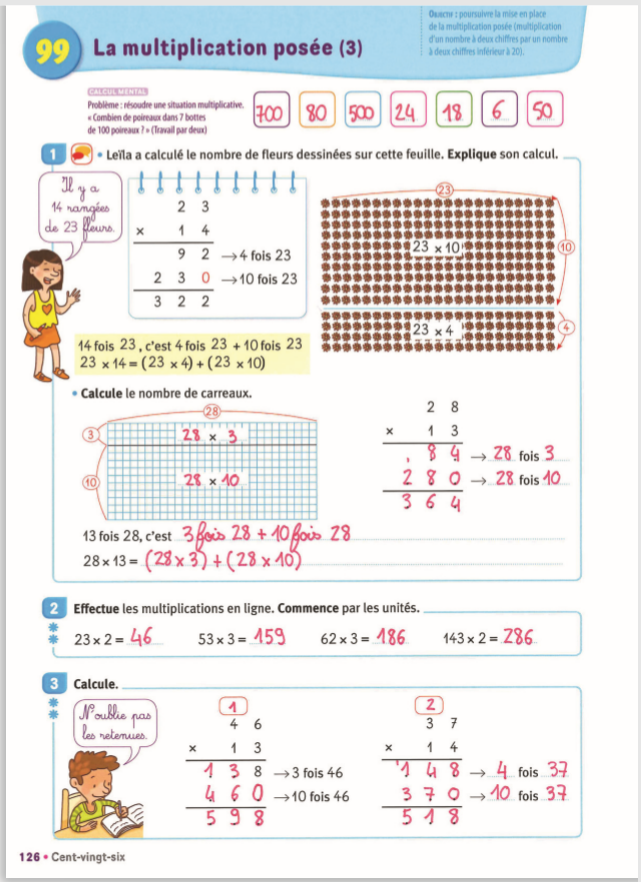 99
La multiplication posée (3)
OBJECTIF : poursuivre la mise en place
de la multiplication posée (multiplication
d'un nombre à deux chiffres par un nombre
à deux chiffres inférieur à 20).
CALCUL MENTAL
Problème : résoudre une situation multiplicative.
« Combien de poireaux dans 7 bottes
de 100 poireaux ? » (Travail par deux)
700 80 500 24 18 6 50
1 • Leïla a calculé le nombre de fleurs dessinées sur cette feuille. Explique son calcul.
Il y a
14 rangées
de 23 fleurs.
2 3
× 1 4
9 2 → 4 fois 23
2 3 0 → 10 fois 23
3 2 2
23
23 × 10
10
23 × 4
4
14 fois 23, c'est 4 fois 23 + 10 fois 23
23 × 14 = (23 × 4) + (23 × 10)
• Calcule le nombre de carreaux.
28
3
28 × 3
10
28 × 10
2 8
× 1 3
. 8 4 → 28 fois 3
2 8 0 → 28 fois 10
3 6 4
13 fois 28, c'est 3 fois 28 + 10 fois 28
28 × 13 = (28 × 3) + (28 × 10)
2 Effectue les multiplications en ligne. Commence par les unités.
23 × 2 = 46 53 × 3 = 159 62 × 3 = 186 143 × 2 = 286
3 Calcule.
N'oublie pas
les retenues.
1
4 6
× 1 3
1 3 8 → 3 fois 46
4 6 0 → 10 fois 46
5 9 8
2
3 7
× 1 4
1 4 8 → 4 fois 37
3 7 0 → 10 fois 37
5 1 8
126 • Cent-vingt-six